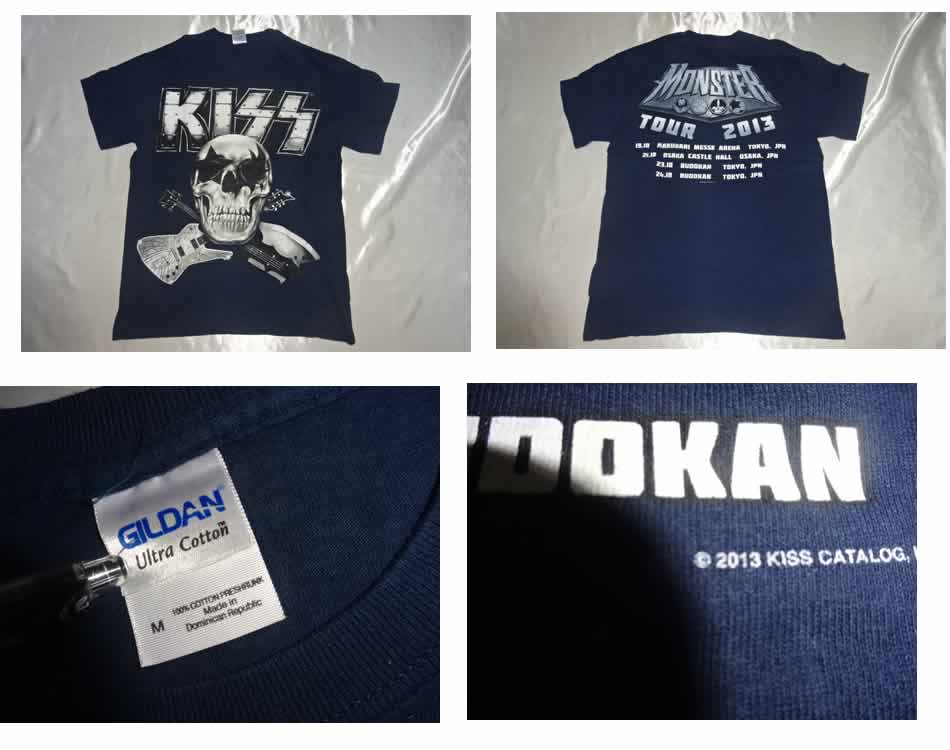 KISS
MONSTER
TOUR 2013
19.10 MAKUHARI MESSE ARENA TOKYO, JPN
21.10 OSAKA CASTLE HALL OSAKA, JPN
23.10 BUDOKAN TOKYO, JPN
24.10 BUDOKAN TOKYO, JPN
GILDAN
Ultra Cotton™
100% COTTON PRESHRUNK
M
Made in
Dominican Republic
DOKAN
© 2013 KISS CATALOG,